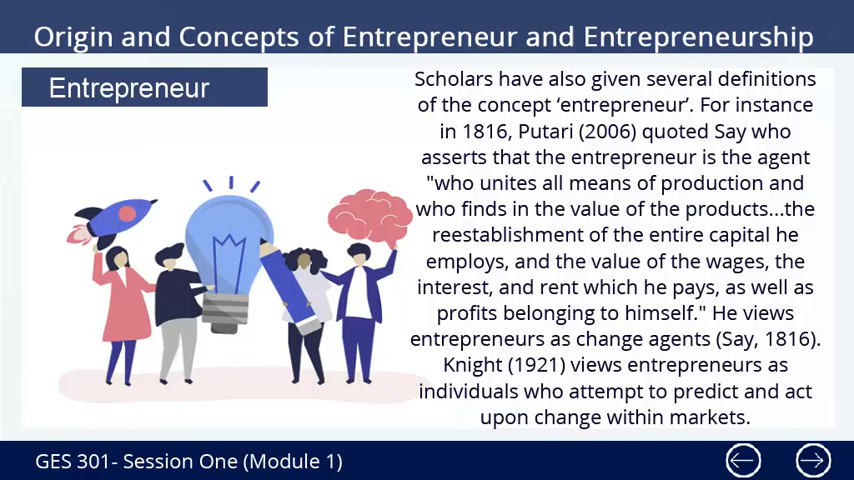 Origin and Concepts of Entrepreneur and Entrepreneurship
Entrepreneur
Scholars have also given several definitions
of the concept ‘entrepreneur’. For instance
in 1816, Putari (2006) quoted Say who
asserts that the entrepreneur is the agent
"who unites all means of production and
who finds in the value of the products...the
reestablishment of the entire capital he
employs, and the value of the wages, the
interest, and rent which he pays, as well as
profits belonging to himself." He views
entrepreneurs as change agents (Say, 1816).
Knight (1921) views entrepreneurs as
individuals who attempt to predict and act
upon change within markets.
GES 301- Session One (Module 1)